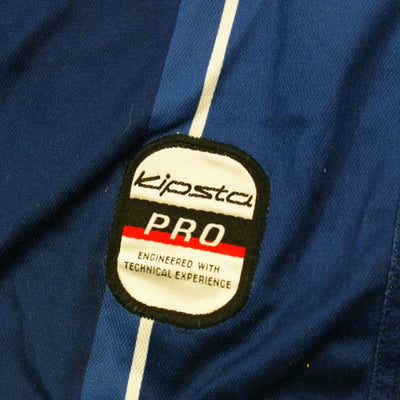 Kipsta
PRO
ENGINEERED WITH
TECHNICAL EXPERIENCE